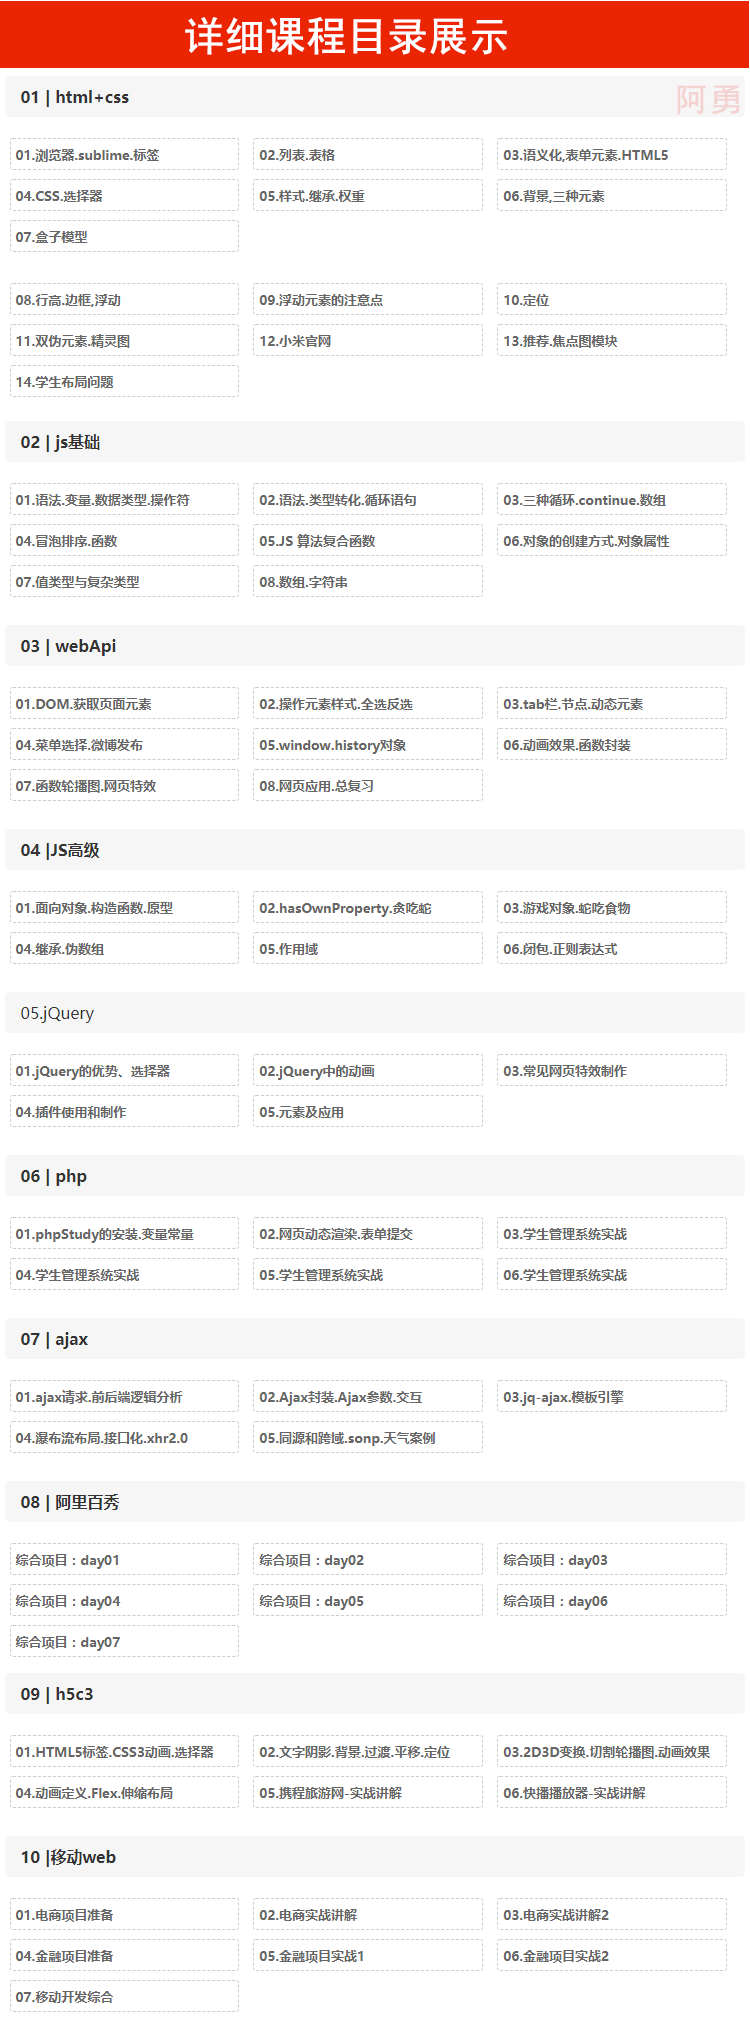 详细课程目录展示
01 | html+css
阿勇
01.浏览器.sublime.标签
02.列表.表格
03.语义化,表单元素.HTML5
04.CSS.选择器
05.样式.继承.权重
06.背景,三种元素
07.盒子模型
08.行高.边框,浮动
09.浮动元素的注意点
10.定位
11.双伪元素.精灵图
12.小米官网
13.推荐.焦点图模块
14.学生布局问题
02 | js基础
01.语法.变量.数据类型.操作符
02.语法.类型转化.循环语句
03.三种循环.continue.数组
04.冒泡排序.函数
05.JS 算法复合函数
06.对象的创建方式.对象属性
07.值类型与复杂类型
08.数组.字符串
03 | webApi
01.DOM.获取页面元素
02.操作元素样式.全选反选
03.tab栏.节点.动态元素
04.菜单选择.微博发布
05.window.history对象
06.动画效果.函数封装
07.函数轮播图.网页特效
08.网页应用.总复习
04 |JS高级
01.面向对象.构造函数.原型
02.hasOwnProperty.贪吃蛇
03.游戏对象.蛇吃食物
04.继承.伪数组
05.作用域
06.闭包.正则表达式
05.jQuery
01.jQuery的优势、选择器
02.jQuery中的动画
03.常见网页特效制作
04.插件使用和制作
05.元素及应用
06 | php
01.phpStudy的安装.变量常量
02.网页动态渲染.表单提交
03.学生管理系统实战
04.学生管理系统实战
05.学生管理系统实战
06.学生管理系统实战
07 | ajax
01.ajax请求.前后端逻辑分析
02.Ajax封装.Ajax参数.交互
03.jq-ajax.模板引擎
04.瀑布流布局.接口化.xhr2.0
05.同源和跨域.sonp.天气案例
08 | 阿里百秀
综合项目：day01
综合项目：day02
综合项目：day03
综合项目：day04
综合项目：day05
综合项目：day06
综合项目：day07
09 | h5c3
01.HTML5标签.CSS3动画.选择器
02.文字阴影.背景.过渡.平移.定位
03.2D3D变换.切割轮播图.动画效果
04.动画定义.Flex.伸缩布局
05.携程旅游网-实战讲解
06.快播播放器-实战讲解
10 |移动web
01.电商项目准备
02.电商实战讲解
03.电商实战讲解2
04.金融项目准备
05.金融项目实战1
06.金融项目实战2
07.移动开发综合